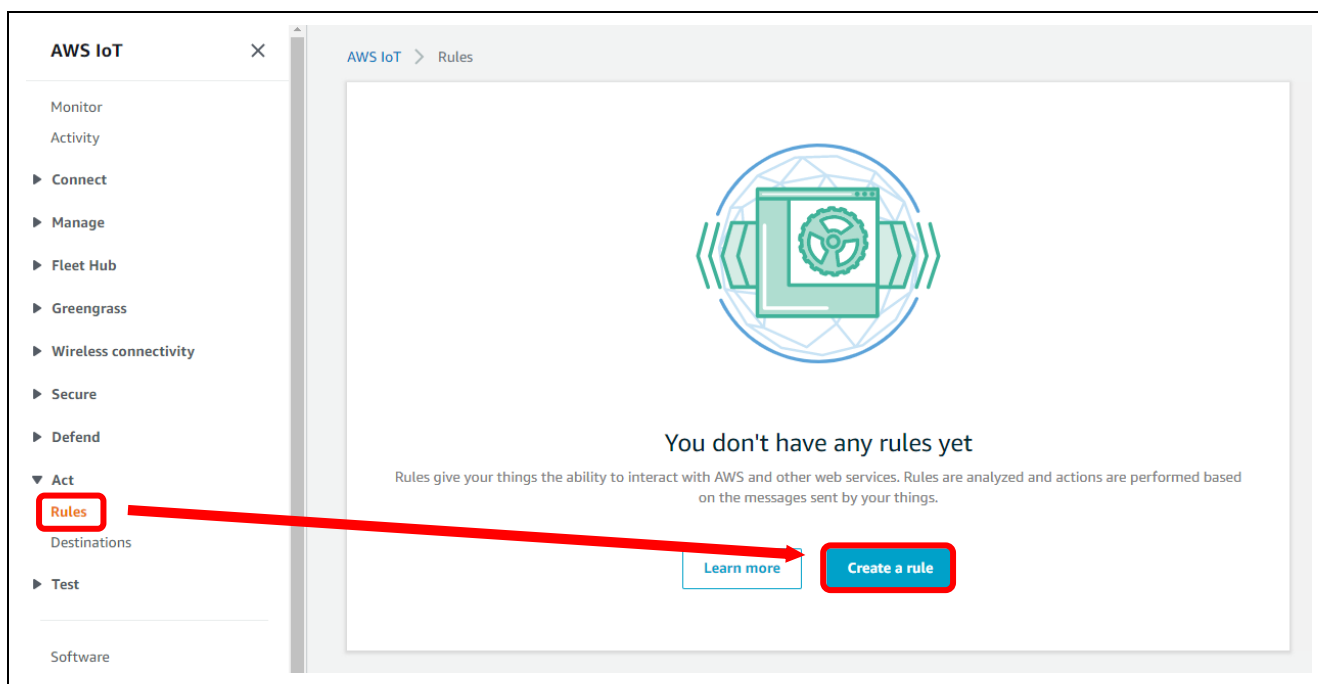 AWS IoT
Monitor
Activity
Connect
Manage
Fleet Hub
Greengrass
Wireless connectivity
Secure
Defend
Act
Rules
Destinations
Test
Software
AWS IoT > Rules
You don't have any rules yet
Rules give your things the ability to interact with AWS and other web services. Rules are analyzed and actions are performed based
on the messages sent by your things.
Learn more
Create a rule